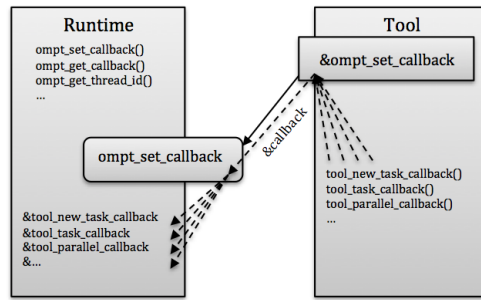 Runtime
ompt_set_callback()
ompt_get_callback()
ompt_get_thread_id()
...
ompt_set_callback
&tool_new_task_callback
&tool_task_callback
&tool_parallel_callback
&...
&callback
Tool
&ompt_set_callback
tool_new_task_callback()
tool_task_callback()
tool_parallel_callback()
...